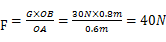 F = G×OB/OA = 30N×0.8m/0.6m = 40N